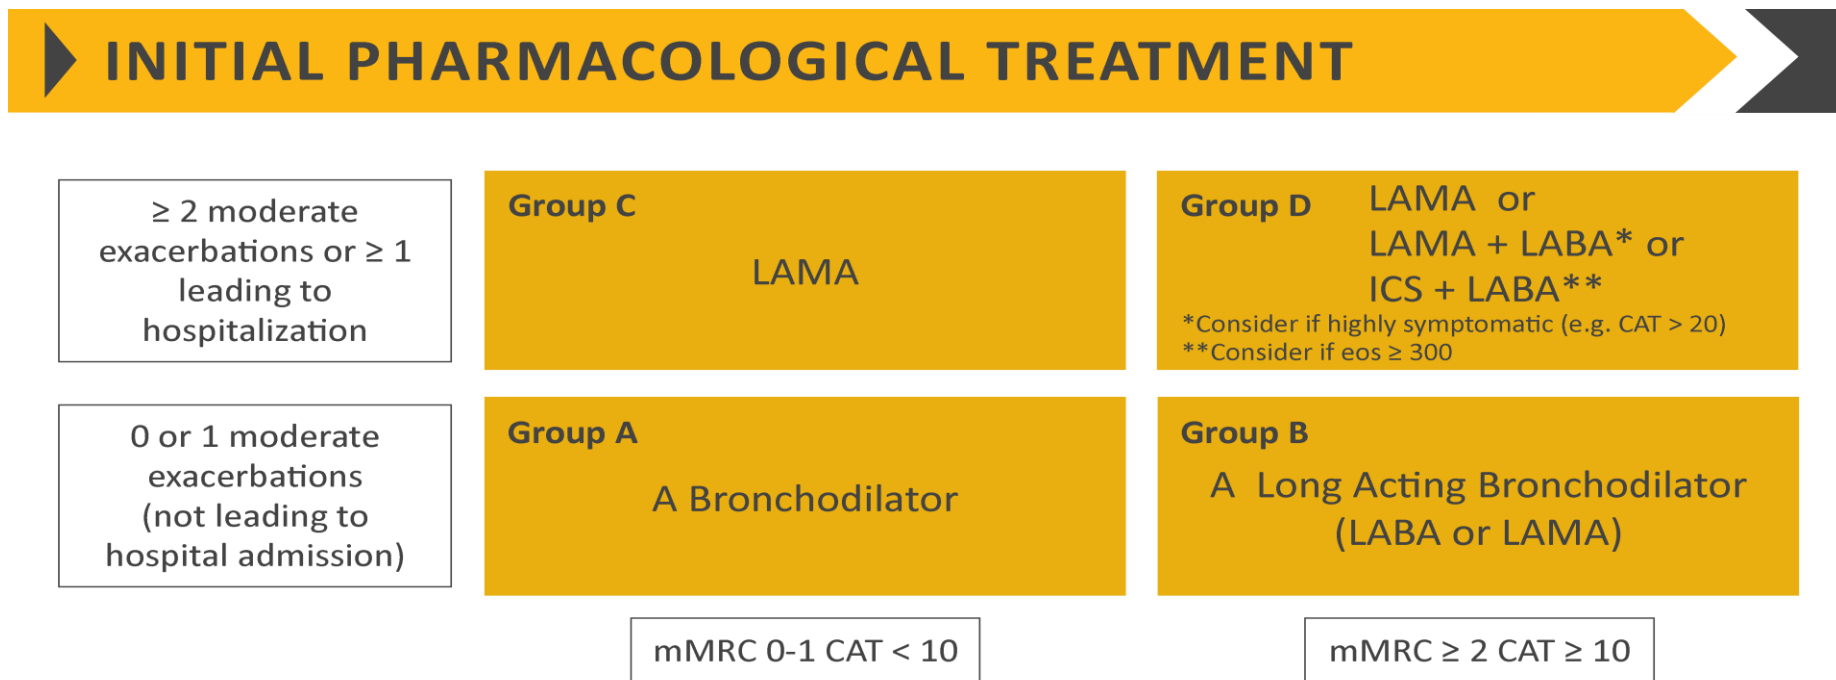 INITIAL PHARMACOLOGICAL TREATMENT
≥ 2 moderate
exacerbations or ≥ 1
leading to
hospitalization
Group C
LAMA
Group D
LAMA or
LAMA + LABA* or
ICS + LABA**
*Consider if highly symptomatic (e.g. CAT > 20)
**Consider if eos ≥ 300
0 or 1 moderate
exacerbations
(not leading to
hospital admission)
Group A
A Bronchodilator
Group B
A Long Acting Bronchodilator
(LABA or LAMA)
mMRC 0-1 CAT < 10
mMRC ≥ 2 CAT ≥ 10